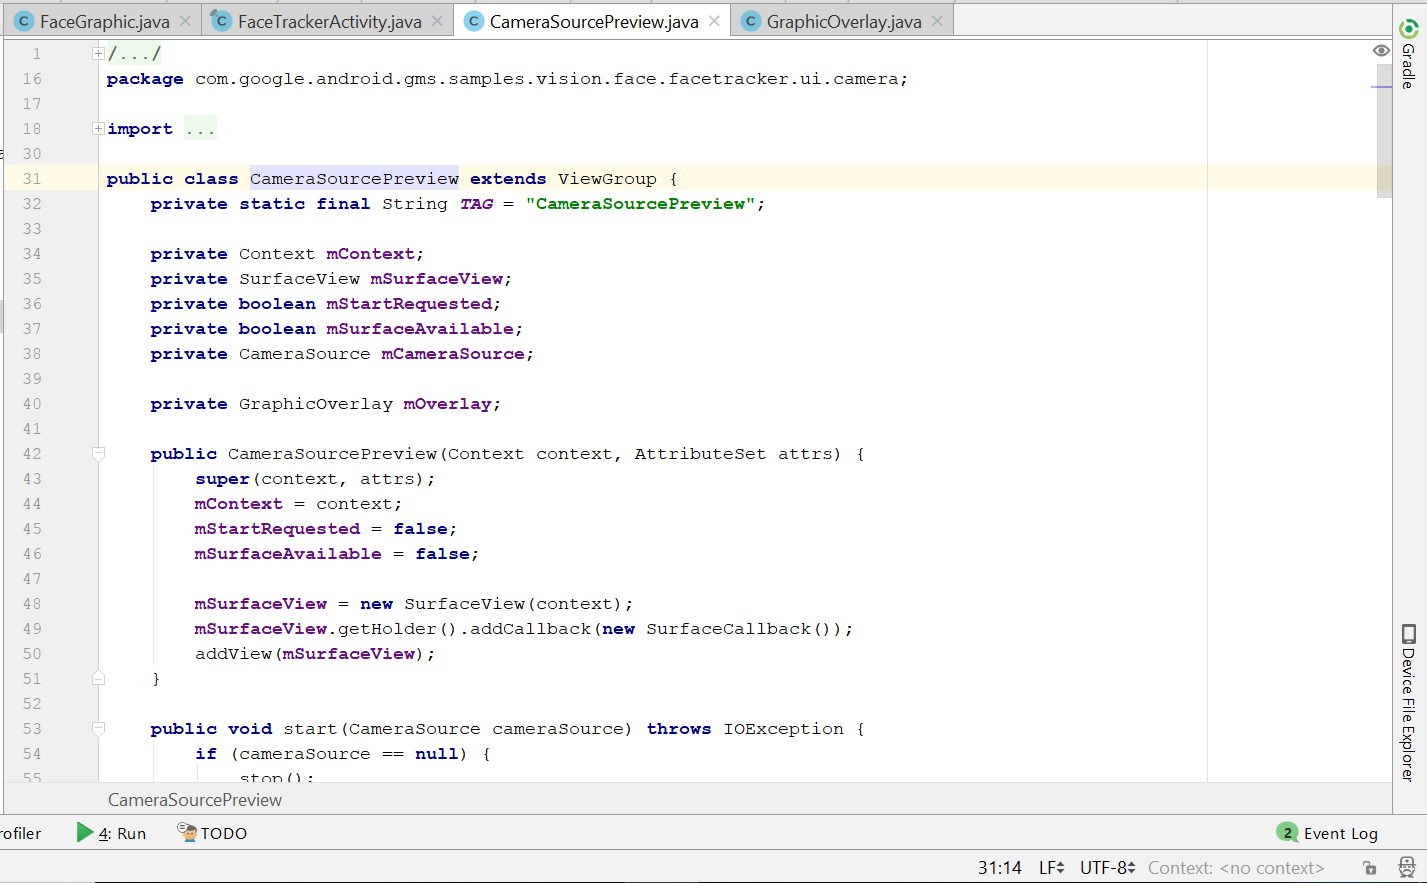 FaceGraphic.java FaceTrackerActivity.java CameraSourcePreview.java GraphicOverlay.java
1 /.../
16 package com.google.android.gms.samples.vision.face.facetracker.ui.camera;
17
18 import ...
30
31 public class CameraSourcePreview extends ViewGroup {
32 private static final String TAG = "CameraSourcePreview";
33
34 private Context mContext;
35 private SurfaceView mSurfaceView;
36 private boolean mStartRequested;
37 private boolean mSurfaceAvailable;
38 private CameraSource mCameraSource;
39
40 private GraphicOverlay mOverlay;
41
42 public CameraSourcePreview(Context context, AttributeSet attrs) {
43 super(context, attrs);
44 mContext = context;
45 mStartRequested = false;
46 mSurfaceAvailable = false;
47
48 mSurfaceView = new SurfaceView(context);
49 mSurfaceView.getHolder().addCallback(new SurfaceCallback());
50 addView(mSurfaceView);
51 }
52
53 public void start(CameraSource cameraSource) throws IOException {
54 if (cameraSource == null) {
55 stop();
CameraSourcePreview
Gradle
Device File Explorer
rofiler 4: Run TODO 2 Event Log
31:14 LF UTF-8 Context: <no context>